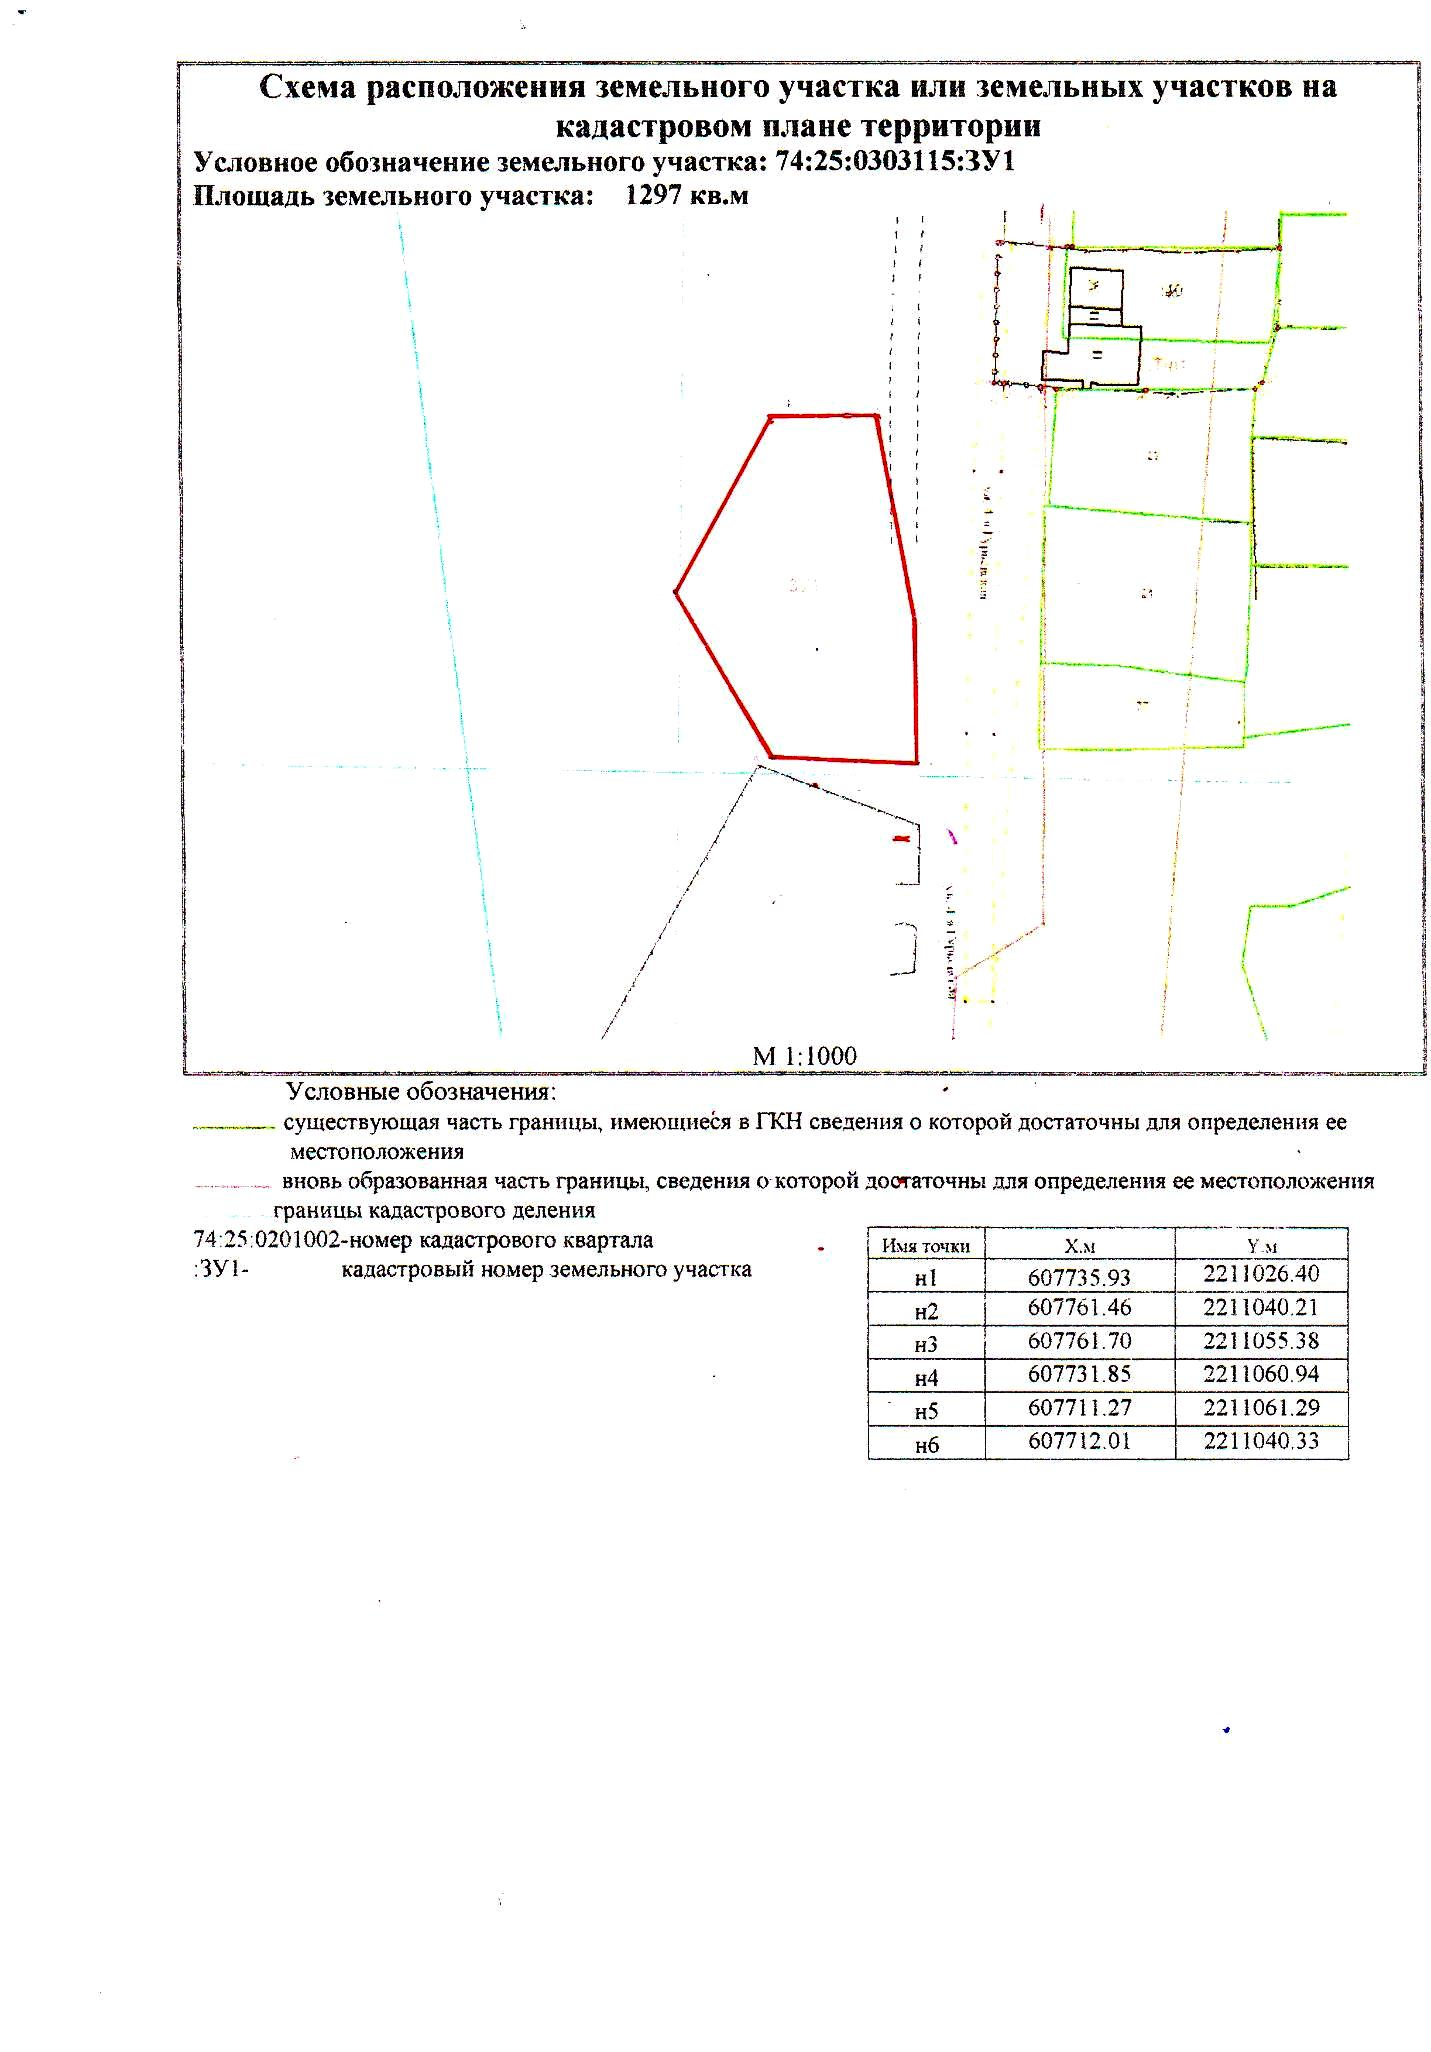 Схема расположения земельного участка или земельных участков на
кадастровом плане территории
Условное обозначение земельного участка: 74:25:0303115:ЗУ1
Площадь земельного участка: 1297 кв.м
:40
М 1:1000
Условные обозначения:
существующая часть границы, имеющиеся в ГКН сведения о которой достаточны для определения ее
местоположения
вновь образованная часть границы, сведения о которой достаточны для определения ее местоположения
границы кадастрового деления
74:25:0201002-номер кадастрового квартала
:ЗУ1- кадастровый номер земельного участка
Имя точки X.м Y.м
н1 607735.93 2211026.40
н2 607761.46 2211040.21
н3 607761.70 2211055.38
н4 607731.85 2211060.94
н5 607711.27 2211061.29
н6 607712.01 2211040.33